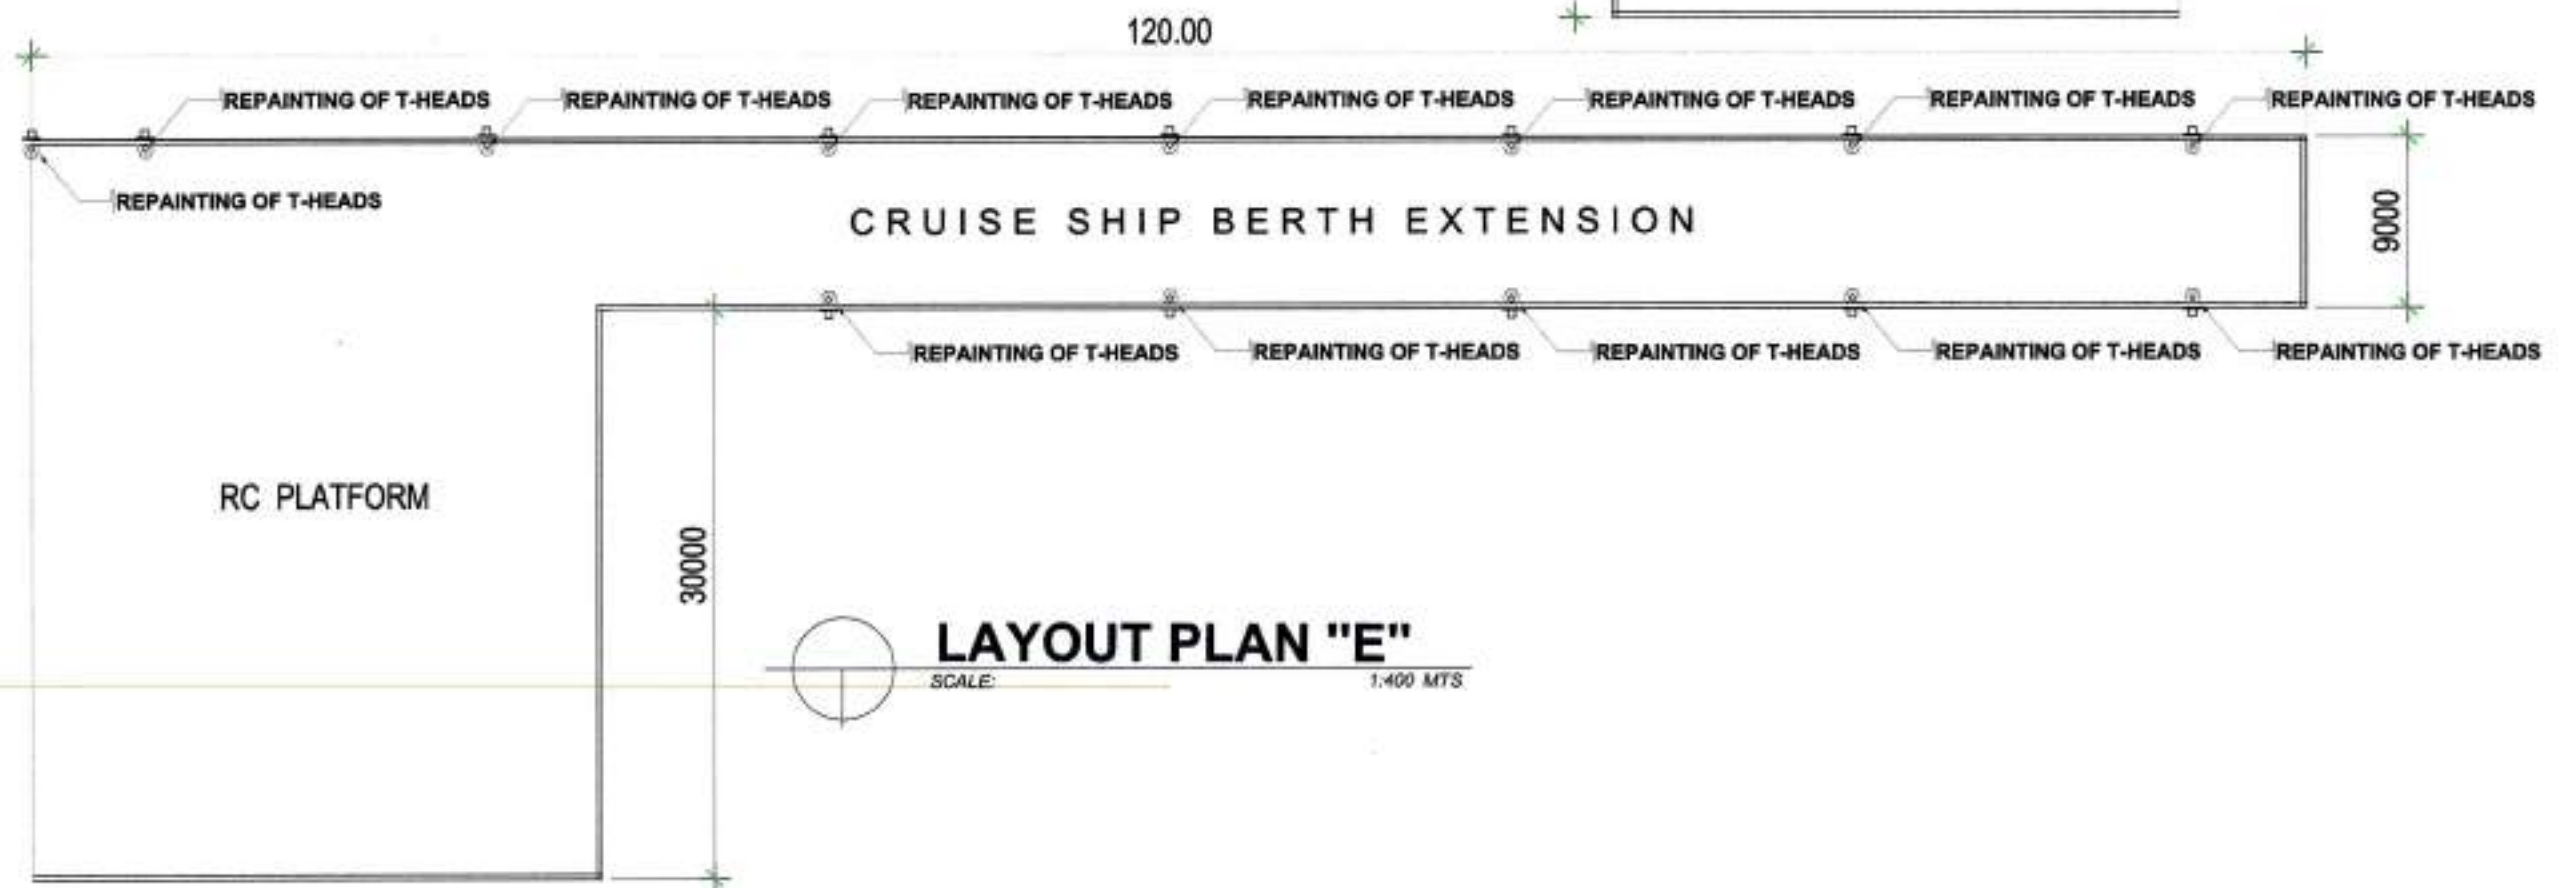 120.00
REPAINTING OF T-HEADS REPAINTING OF T-HEADS REPAINTING OF T-HEADS REPAINTING OF T-HEADS REPAINTING OF T-HEADS REPAINTING OF T-HEADS REPAINTING OF T-HEADS
REPAINTING OF T-HEADS
CRUISE SHIP BERTH EXTENSION
9000
REPAINTING OF T-HEADS REPAINTING OF T-HEADS REPAINTING OF T-HEADS REPAINTING OF T-HEADS REPAINTING OF T-HEADS
RC PLATFORM
30000
LAYOUT PLAN "E"
SCALE: 1:400 MTS